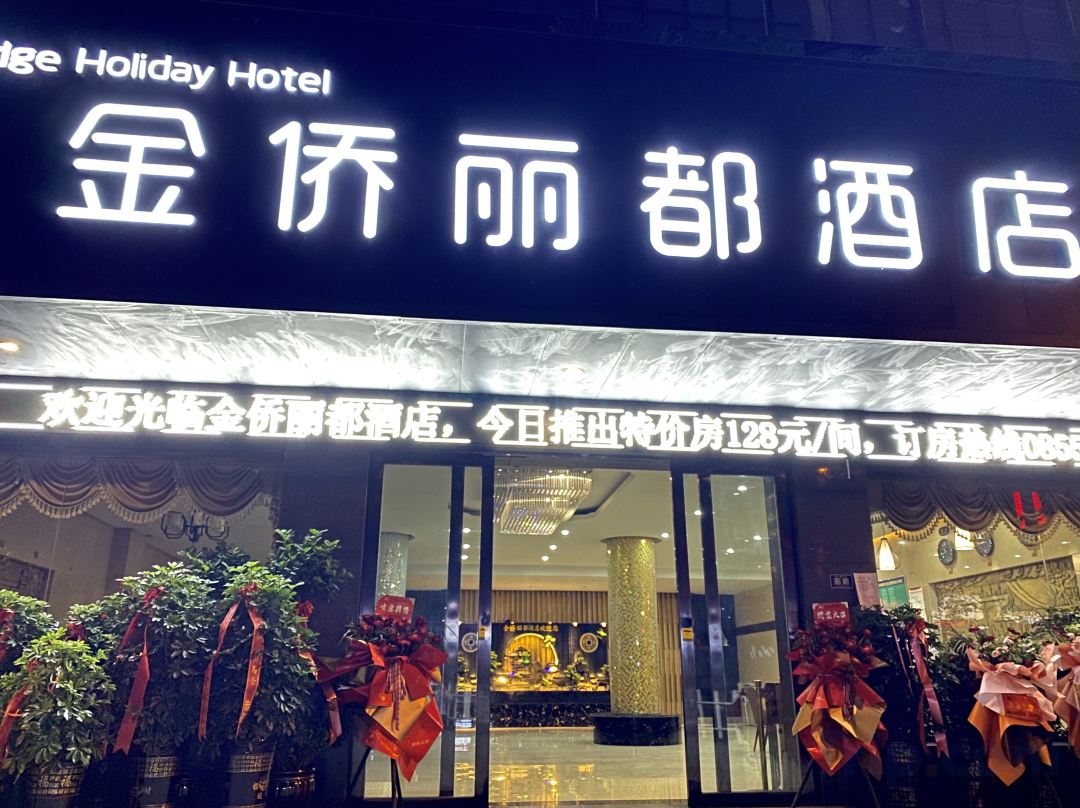 dge Holiday Hotel
金侨丽都酒店
欢迎光临金侨丽都酒店，今日推出特价房128元/间，订房热线0855